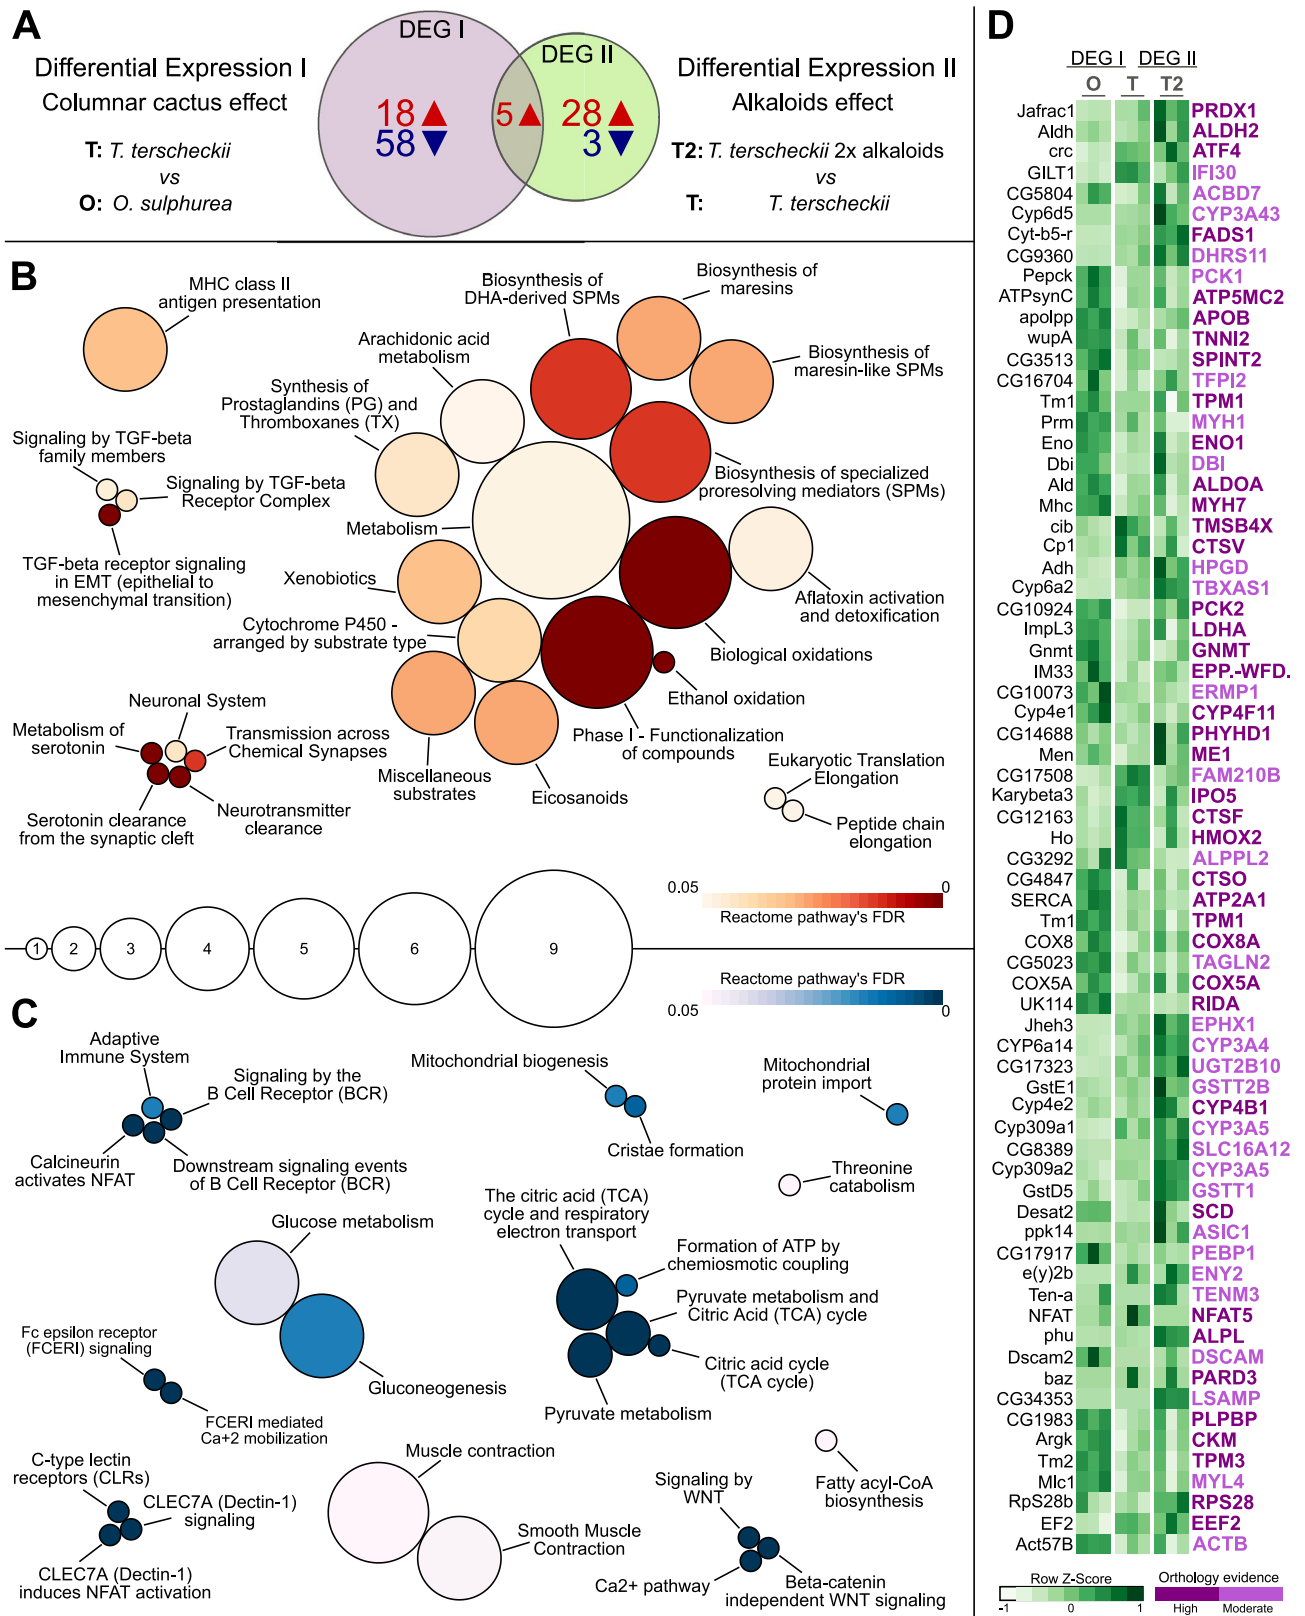 A
Differential Expression I
Columnar cactus effect
T: T. terscheckii
vs
O: O. sulphurea
DEG I
DEG II
18 ▲
58 ▼
5 ▲
28 ▲
3 ▼
Differential Expression II
Alkaloids effect
T2: T. terscheckii 2x alkaloids
vs
T: T. terscheckii
B
MHC class II
antigen presentation
Biosynthesis of
DHA-derived SPMs
Biosynthesis of
maresins
Arachidonic acid
metabolism
Biosynthesis of
maresin-like SPMs
Synthesis of
Prostaglandins (PG) and
Thromboxanes (TX)
Signaling by TGF-beta
family members
Signaling by TGF-beta
Receptor Complex
Biosynthesis of specialized
proresolving mediators (SPMs)
Metabolism
TGF-beta receptor signaling
in EMT (epithelial to
mesenchymal transition)
Xenobiotics
Aflatoxin activation
and detoxification
Cytochrome P450 -
arranged by substrate type
Biological oxidations
Ethanol oxidation
Neuronal System
Metabolism of
serotonin
Transmission across
Chemical Synapses
Phase I - Functionalization
of compounds
Miscellaneous
substrates
Eicosanoids
Eukaryotic Translation
Elongation
Serotonin clearance
from the synaptic cleft
Neurotransmitter
clearance
Peptide chain
elongation
0.05
0
Reactome pathway's FDR
1
2
3
4
5
6
9
Reactome pathway's FDR
0.05
0
C
Adaptive
Immune System
Signaling by the
B Cell Receptor (BCR)
Calcineurin
activates NFAT
Downstream signaling events
of B Cell Receptor (BCR)
Mitochondrial biogenesis
Cristae formation
Mitochondrial
protein import
Threonine
catabolism
Glucose metabolism
Gluconeogenesis
The citric acid (TCA)
cycle and respiratory
electron transport
Formation of ATP by
chemiosmotic coupling
Pyruvate metabolism and
Citric Acid (TCA) cycle
Citric acid cycle
(TCA cycle)
Pyruvate metabolism
Fc epsilon receptor
(FCERI) signaling
FCERI mediated
Ca+2 mobilization
C-type lectin
receptors (CLRs)
CLEC7A (Dectin-1)
signaling
CLEC7A (Dectin-1)
induces NFAT activation
Muscle contraction
Smooth Muscle
Contraction
Signaling by
WNT
Ca2+ pathway
Beta-catenin
independent WNT signaling
Fatty acyl-CoA
biosynthesis
D
DEG I DEG II
O T T2
Jafrac1 PRDX1
Aldh ALDH2
crc ATF4
GILT1 IFI30
CG5804 ACBD7
Cyp6d5 CYP3A43
Cyt-b5-r FADS1
CG9360 DHRS11
Pepck PCK1
ATPsynC ATP5MC2
apolpp APOB
wupA TNNI2
CG3513 SPINT2
CG16704 TFPI2
Tm1 TPM1
Prm MYH1
Eno ENO1
Dbi DBI
Ald ALDOA
Mhc MYH7
cib TMSB4X
Cp1 CTSV
Adh HPGD
Cyp6a2 TBXAS1
CG10924 PCK2
ImpL3 LDHA
Gnmt GNMT
IM33 EPP.-WFD.
CG10073 ERMP1
Cyp4e1 CYP4F11
CG14688 PHYHD1
Men ME1
CG17508 FAM210B
Karybeta3 IPO5
CG12163 CTSF
Ho HMOX2
CG3292 ALPPL2
CG4847 CTSO
SERCA ATP2A1
Tm1 TPM1
COX8 COX8A
CG5023 TAGLN2
COX5A COX5A
UK114 RIDA
Jheh3 EPHX1
CYP6a14 CYP3A4
CG17323 UGT2B10
GstE1 GSTT2B
Cyp4e2 CYP4B1
Cyp309a1 CYP3A5
CG8389 SLC16A12
Cyp309a2 CYP3A5
GstD5 GSTT1
Desat2 SCD
ppk14 ASIC1
CG17917 PEBP1
e(y)2b ENY2
Ten-a TENM3
NFAT NFAT5
phu ALPL
Dscam2 DSCAM
baz PARD3
CG34353 LSAMP
CG1983 PLPBP
Argk CKM
Tm2 TPM3
Mlc1 MYL4
RpS28b RPS28
EF2 EEF2
Act57B ACTB
Row Z-Score
-1 0 1
Orthology evidence
High Moderate